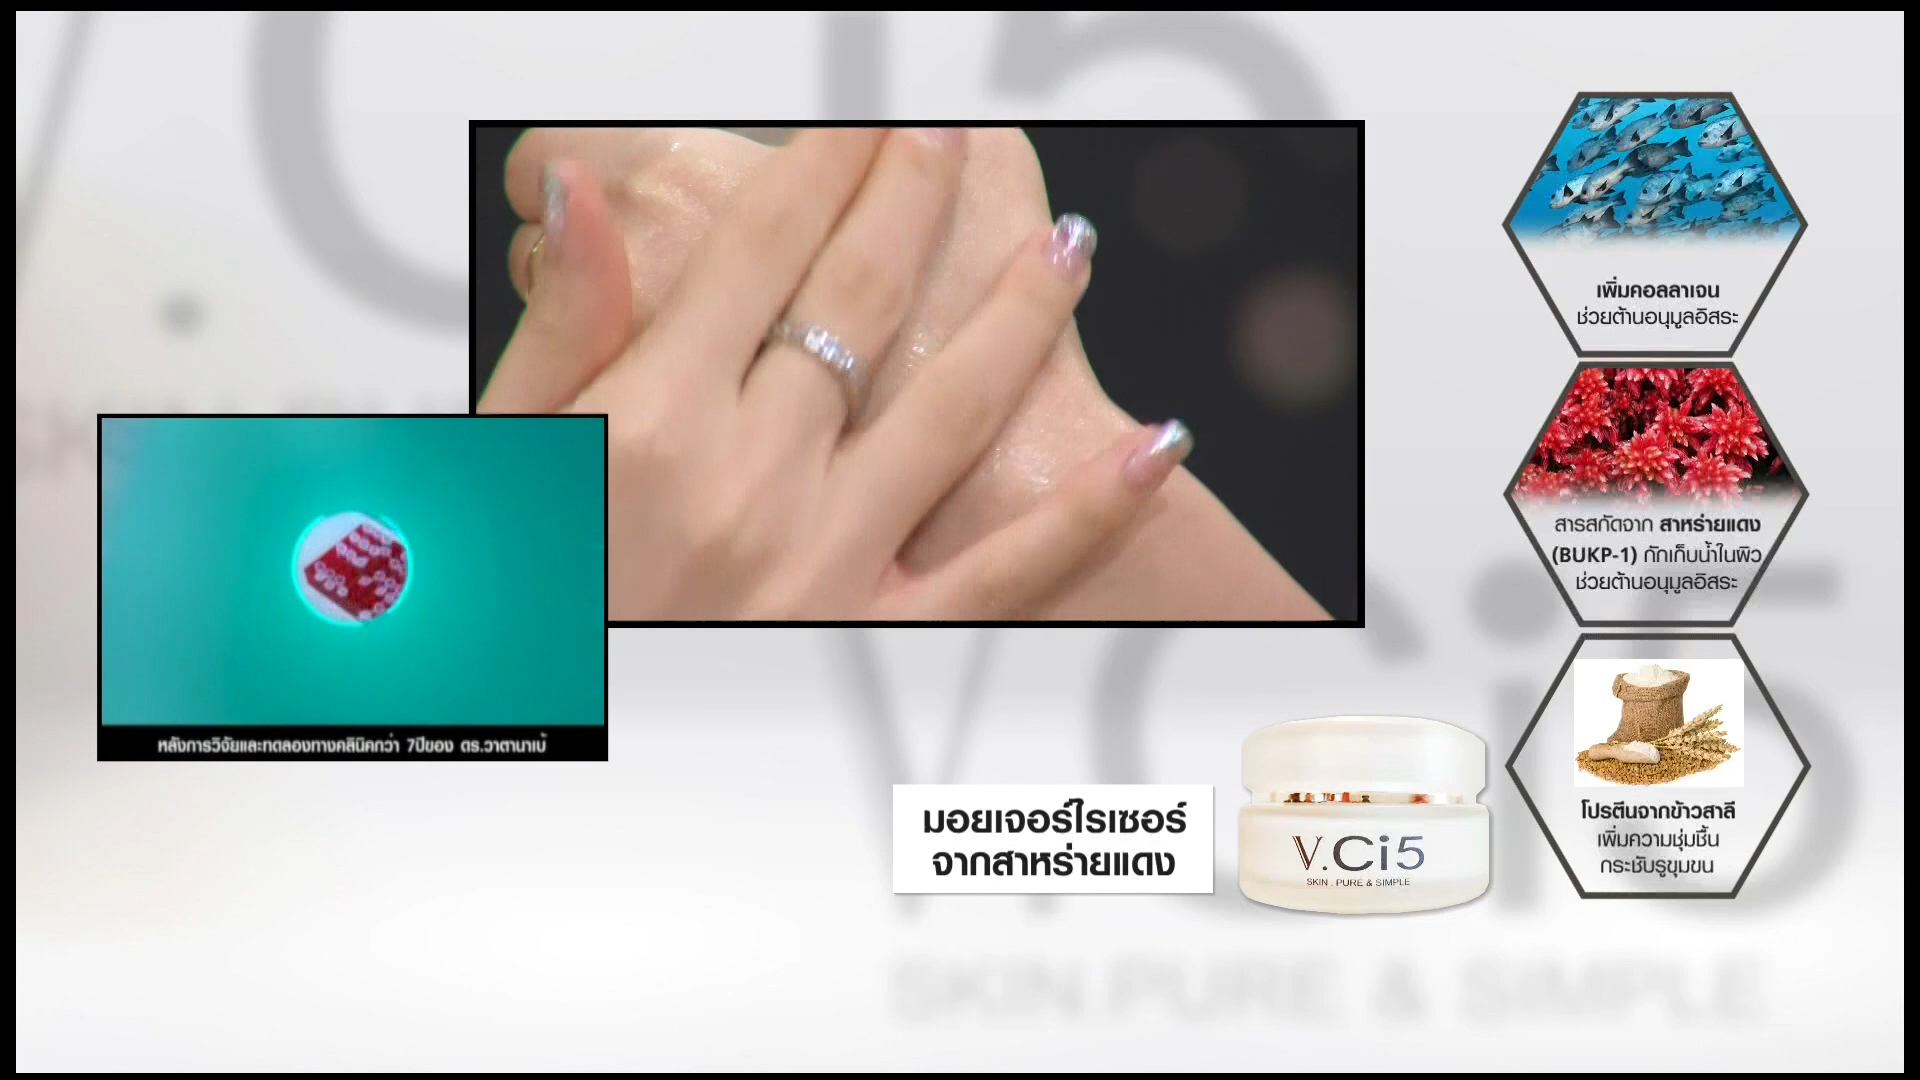 เพิ่มคอลลาเจน
ช่วยต้านอนุมูลอิสระ
สารสกัดจาก สาหร่ายแดง
(BUKP-1) กักเก็บน้ำในผิว
ช่วยต้านอนุมูลอิสระ
โปรตีนจากข้าวสาลี
เพิ่มความชุ่มชื้น
กระชับรูขุมขน
หลังการวิจัยและทดลองทางคลินิคกว่า 7ปีของ ดร.วาตานาเบ้
มอยเจอร์ไรเซอร์
จากสาหร่ายแดง
V.Ci5
SKIN . PURE & SIMPLE
V.Ci5
SKIN.PURE & SIMPLE